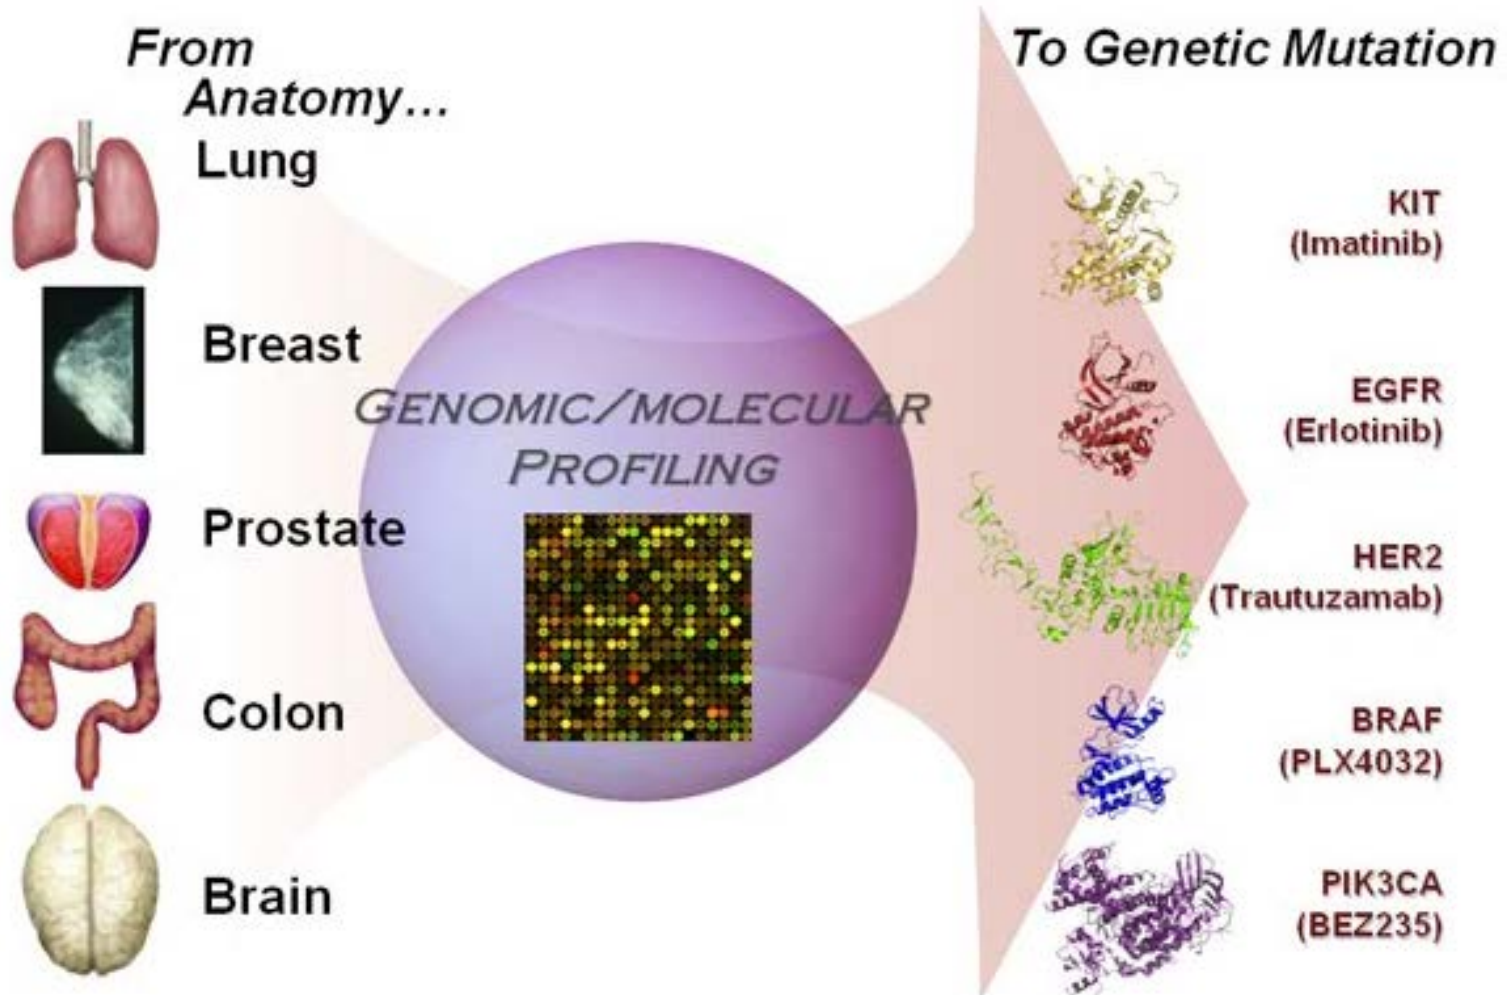 From
Anatomy...
To Genetic Mutation
Lung
Breast
Prostate
Colon
Brain
GENOMIC/MOLECULAR
PROFILING
KIT
(Imatinib)
EGFR
(Erlotinib)
HER2
(Trautuzamab)
BRAF
(PLX4032)
PIK3CA
(BEZ235)